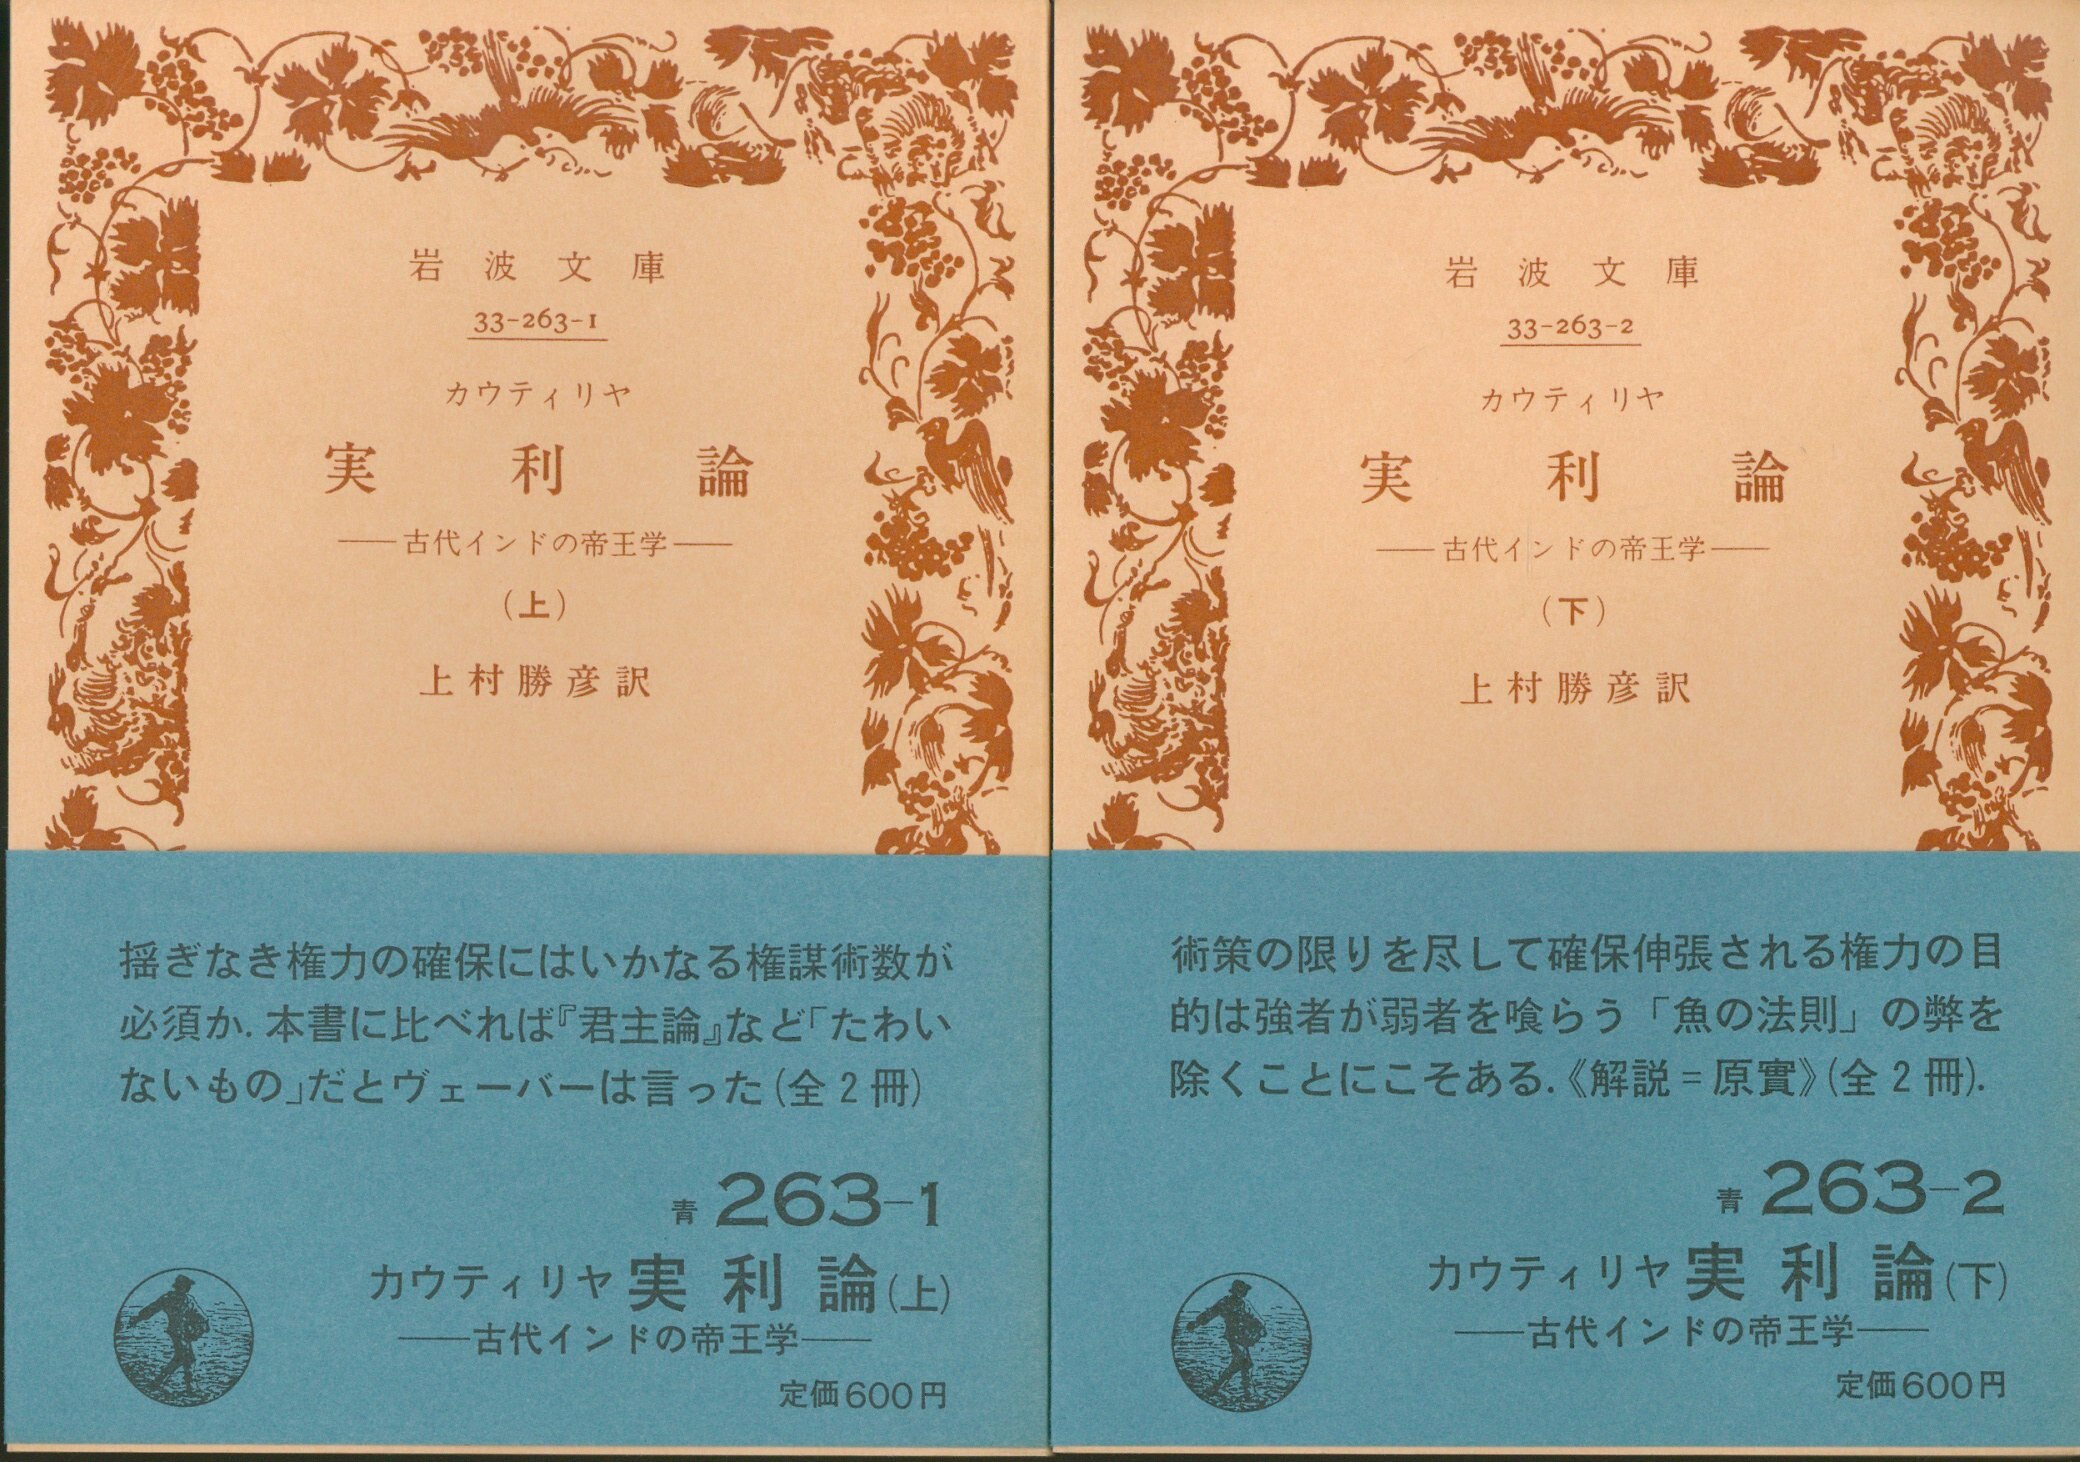 岩波文庫
33-263-1
カウティリヤ
実利論
——古代インドの帝王学——
(上)
上村勝彦訳
揺ぎなき権力の確保にはいかなる権謀術数が
必須か.本書に比べれば『君主論』など「たわい
ないもの」だとヴェーバーは言った(全2冊)
青 263-1
カウティリヤ 実利論(上)
——古代インドの帝王学——
定価600円
岩波文庫
33-263-2
カウティリヤ
実利論
——古代インドの帝王学——
(下)
上村勝彦訳
術策の限りを尽して確保伸張される権力の目
的は強者が弱者を喰らう「魚の法則」の弊を
除くことにこそある.《解説=原實》(全2冊).
青 263-2
カウティリヤ 実利論(下)
——古代インドの帝王学——
定価600円